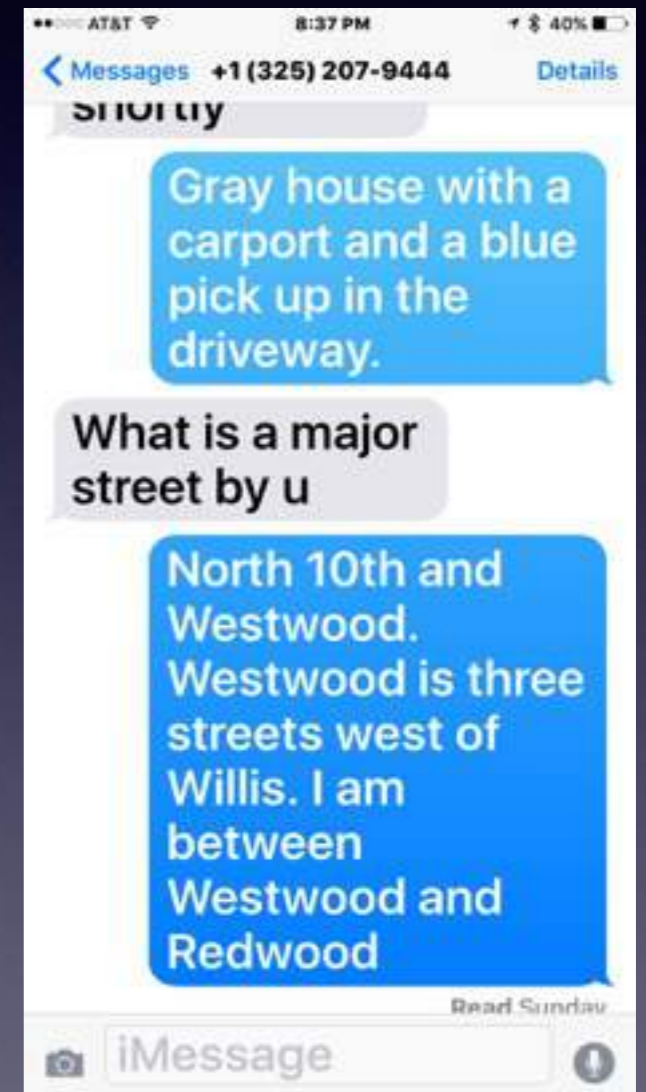 AT&T 8:37 PM 40%
Messages +1 (325) 207-9444 Details
shortly
Gray house with a
carport and a blue
pick up in the
driveway.
What is a major
street by u
North 10th and
Westwood.
Westwood is three
streets west of
Willis. I am
between
Westwood and
Redwood
Read Sunday
iMessage